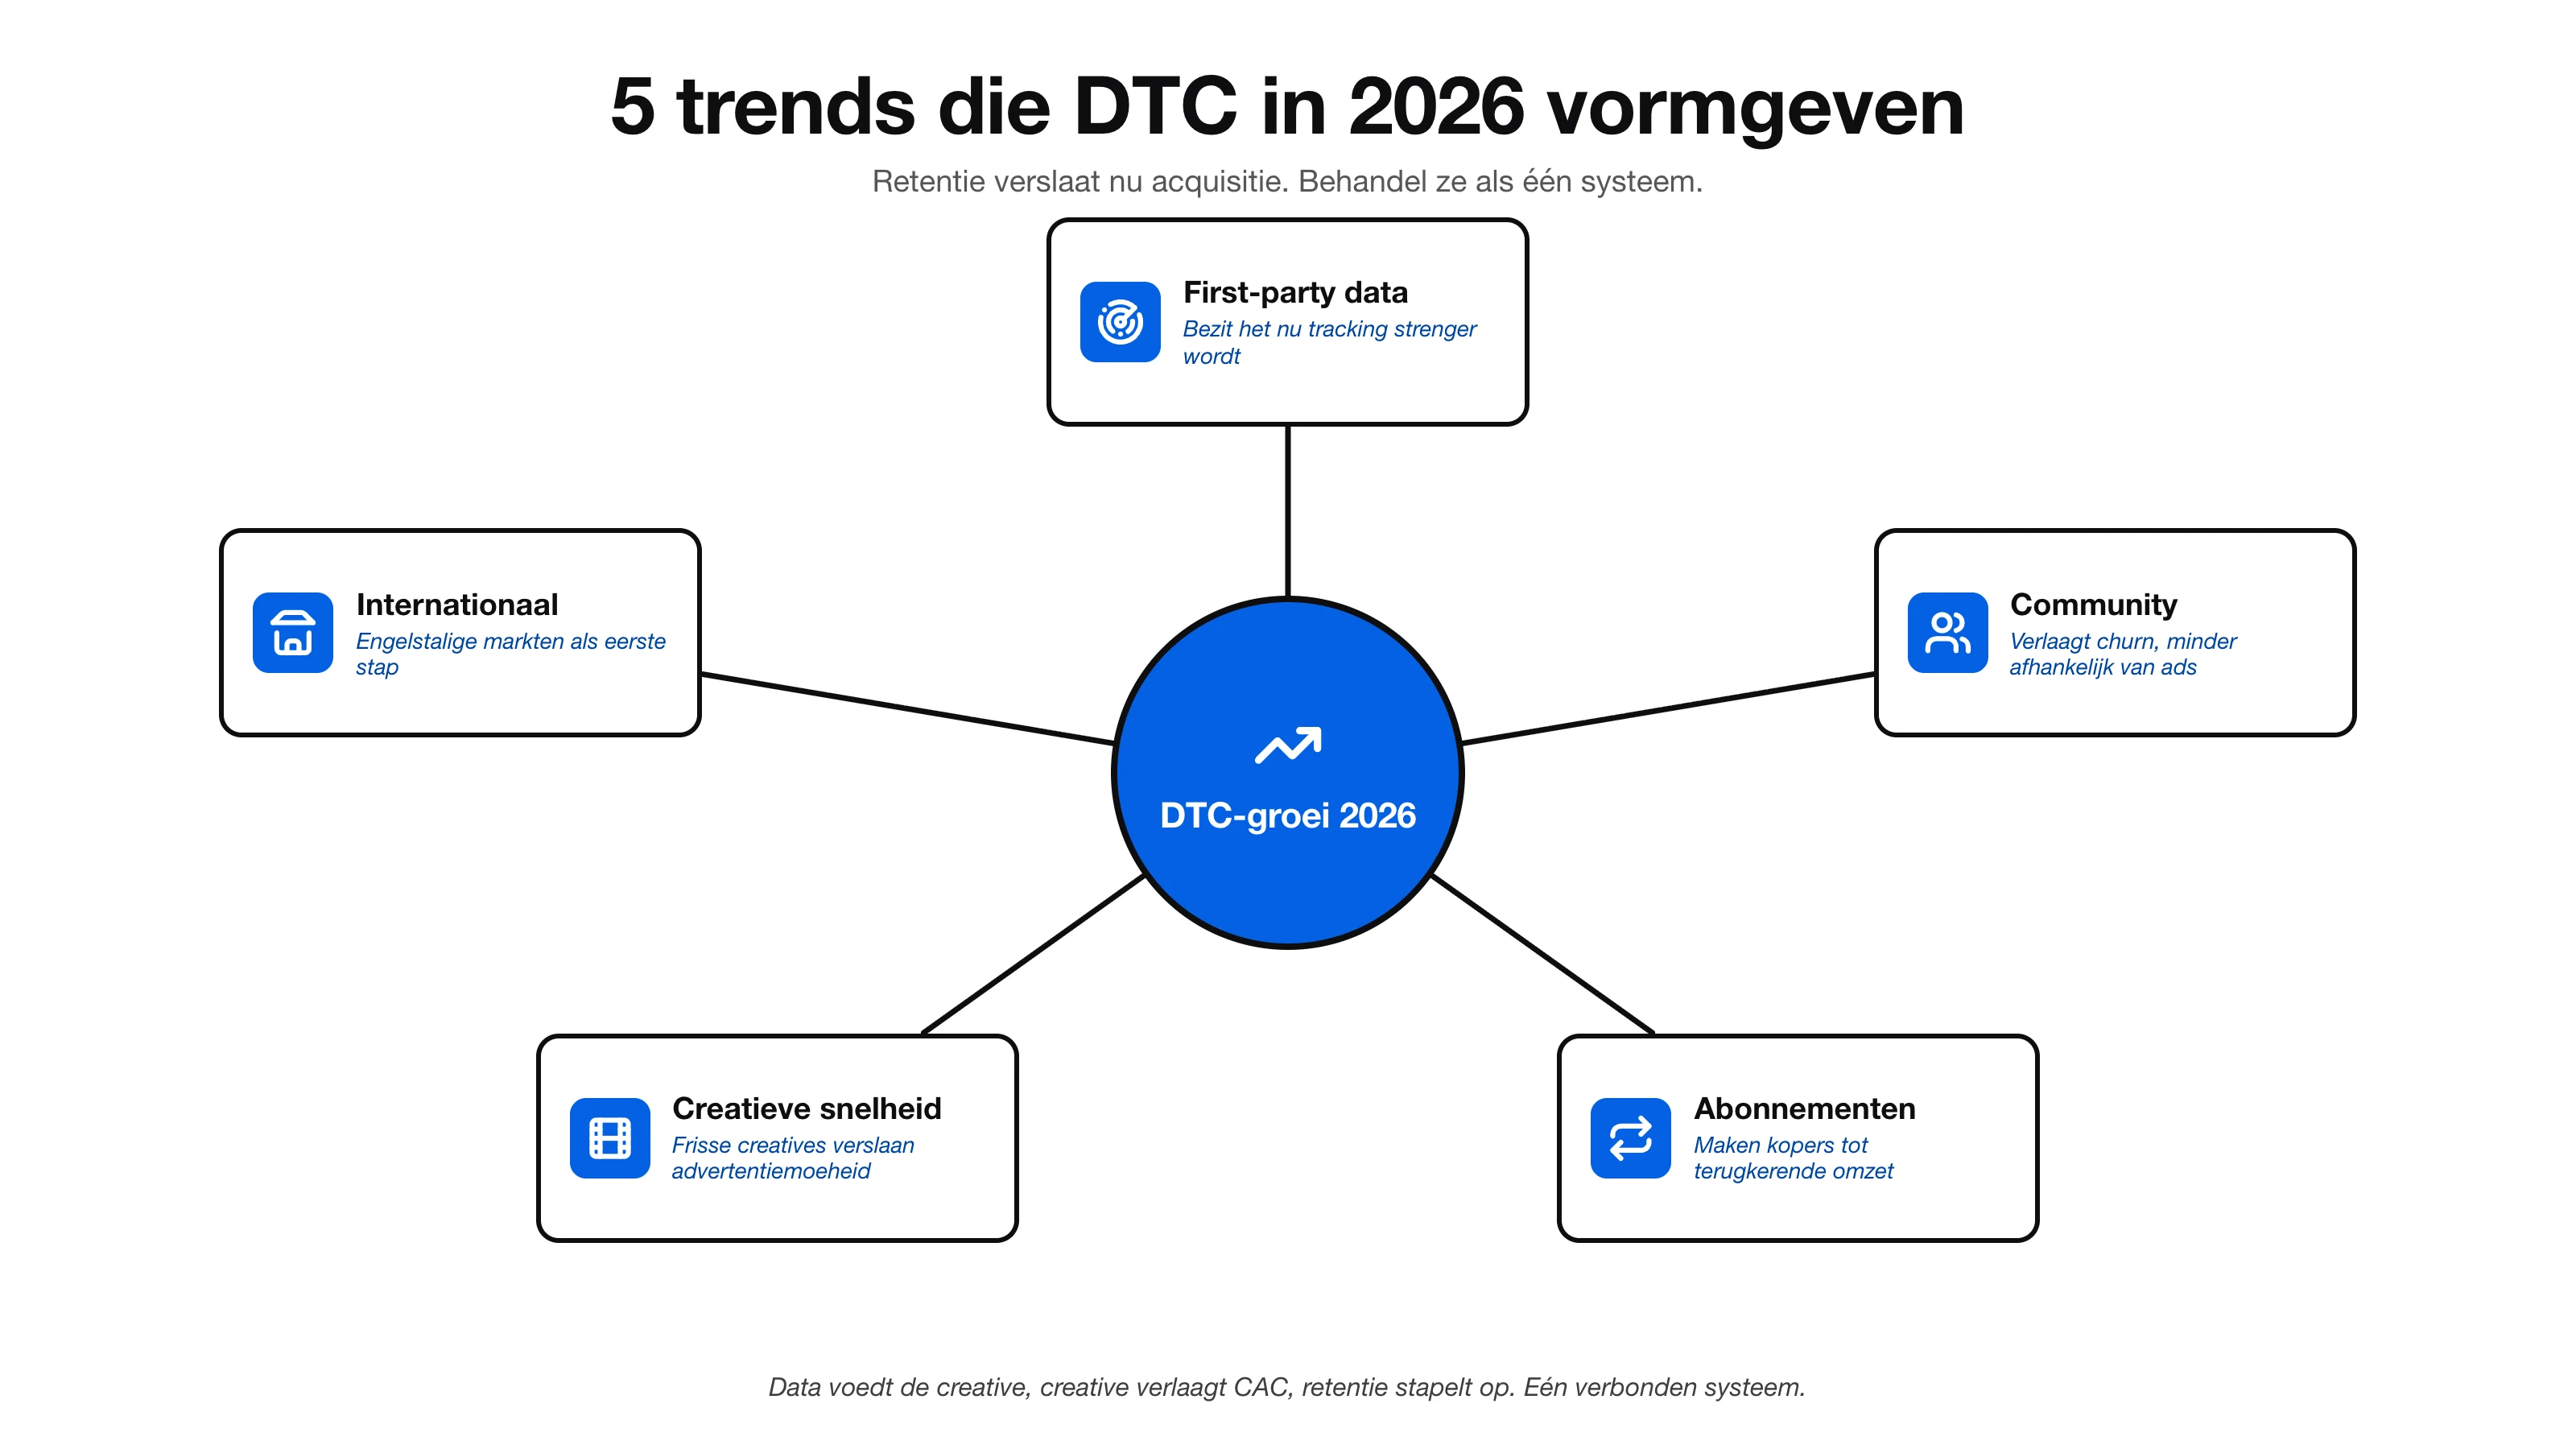 5 trends die DTC in 2026 vormgeven
Retentie verslaat nu acquisitie. Behandel ze als één systeem.
First-party data
Bezit het nu tracking strenger
wordt
Internationaal
Engelstalige markten als eerste
stap
Community
Verlaagt churn, minder
afhankelijk van ads
DTC-groei 2026
Creatieve snelheid
Frisse creatives verslaan
advertentiemoeheid
Abonnementen
Maken kopers tot
terugkerende omzet
Data voedt de creative, creative verlaagt CAC, retentie stapelt op. Eén verbonden systeem.